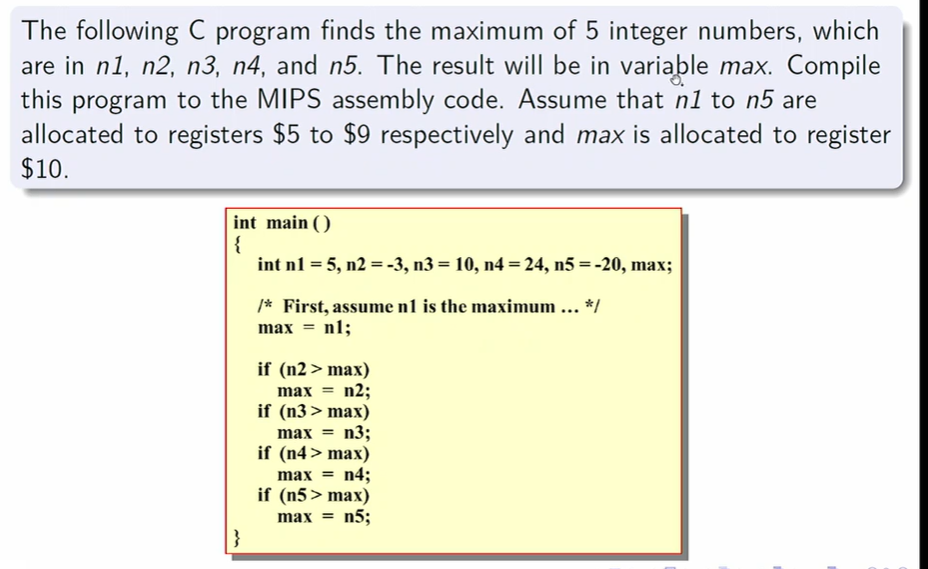 The following C program finds the maximum of 5 integer numbers, which
are in n1, n2, n3, n4, and n5. The result will be in variable max. Compile
this program to the MIPS assembly code. Assume that n1 to n5 are
allocated to registers $5 to $9 respectively and max is allocated to register
$10.
int main ( )
{
int n1 = 5, n2 = -3, n3 = 10, n4 = 24, n5 = -20, max;
/* First, assume n1 is the maximum ... */
max = n1;
if (n2 > max)
max = n2;
if (n3 > max)
max = n3;
if (n4 > max)
max = n4;
if (n5 > max)
max = n5;
}